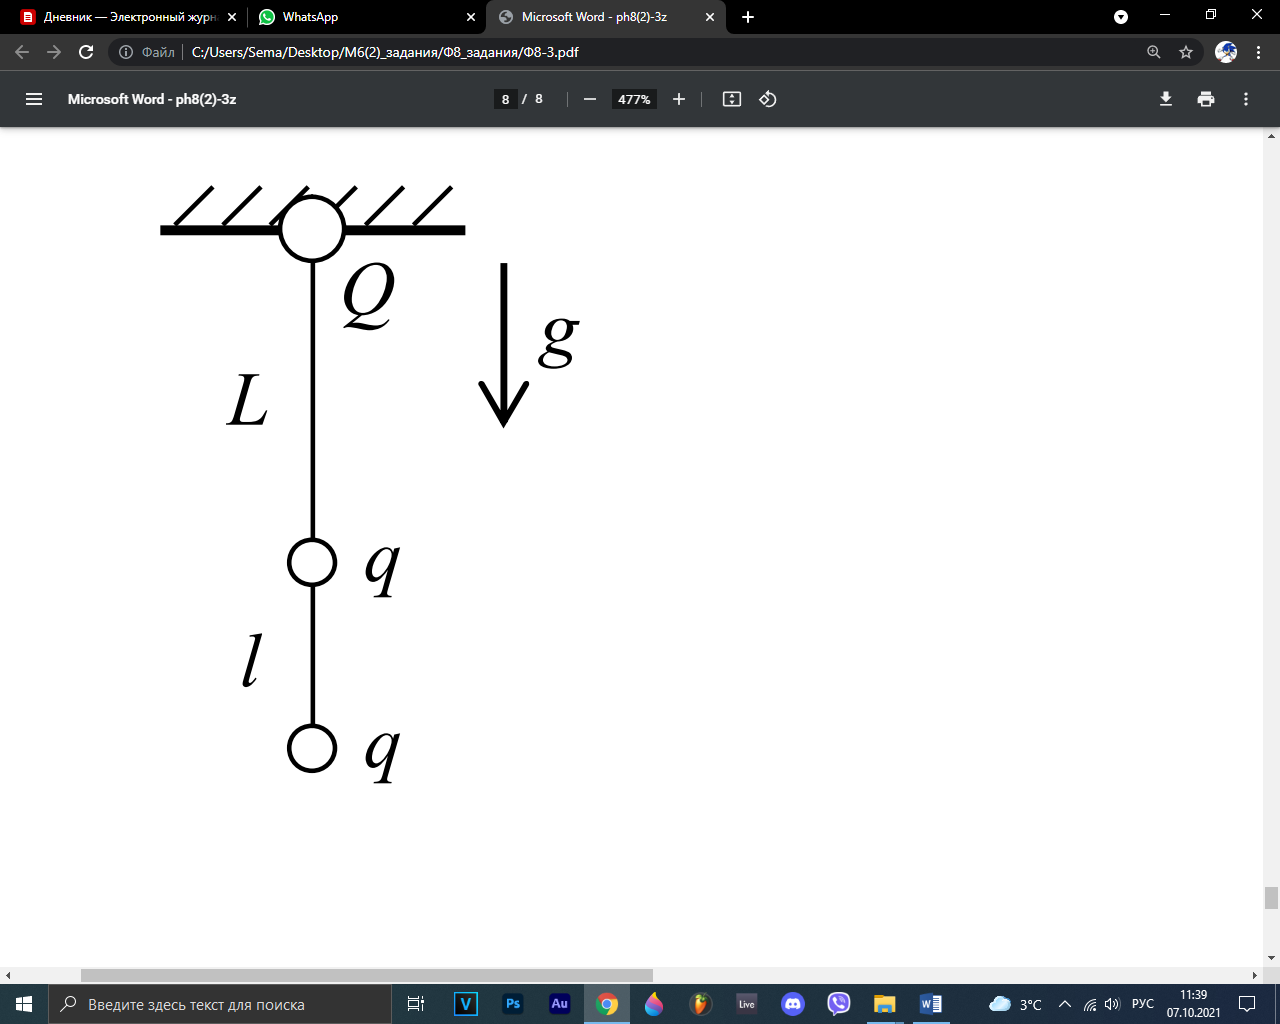 Дневник — Электронный журн
WhatsApp
Microsoft Word - ph8(2)-3z
Файл
C:/Users/Sema/Desktop/М6(2)_задания/Ф8_задания/Ф8-3.pdf
Microsoft Word - ph8(2)-3z
8 / 8
477%
Q
g
L
q
l
q
V
Ps
Au
Live
W
Введите здесь текст для поиска
3°C
РУС
11:39
07.10.2021